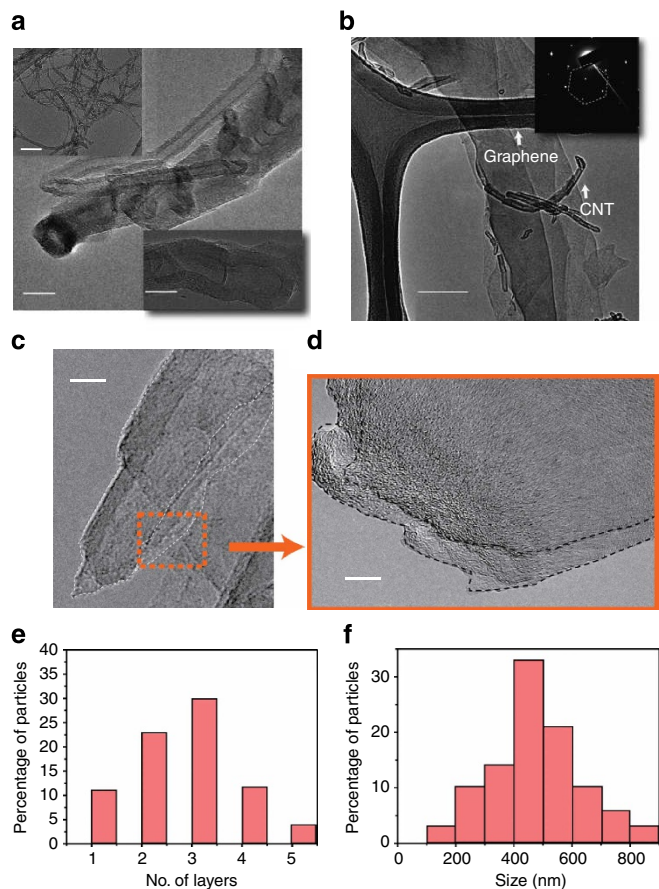 a
b
Graphene
CNT
c
d
e
f
40
35
30
25
20
15
10
5
0
Percentage of particles
1 2 3 4 5
No. of layers
30
20
10
0
Percentage of particles
0 200 400 600 800
Size (nm)